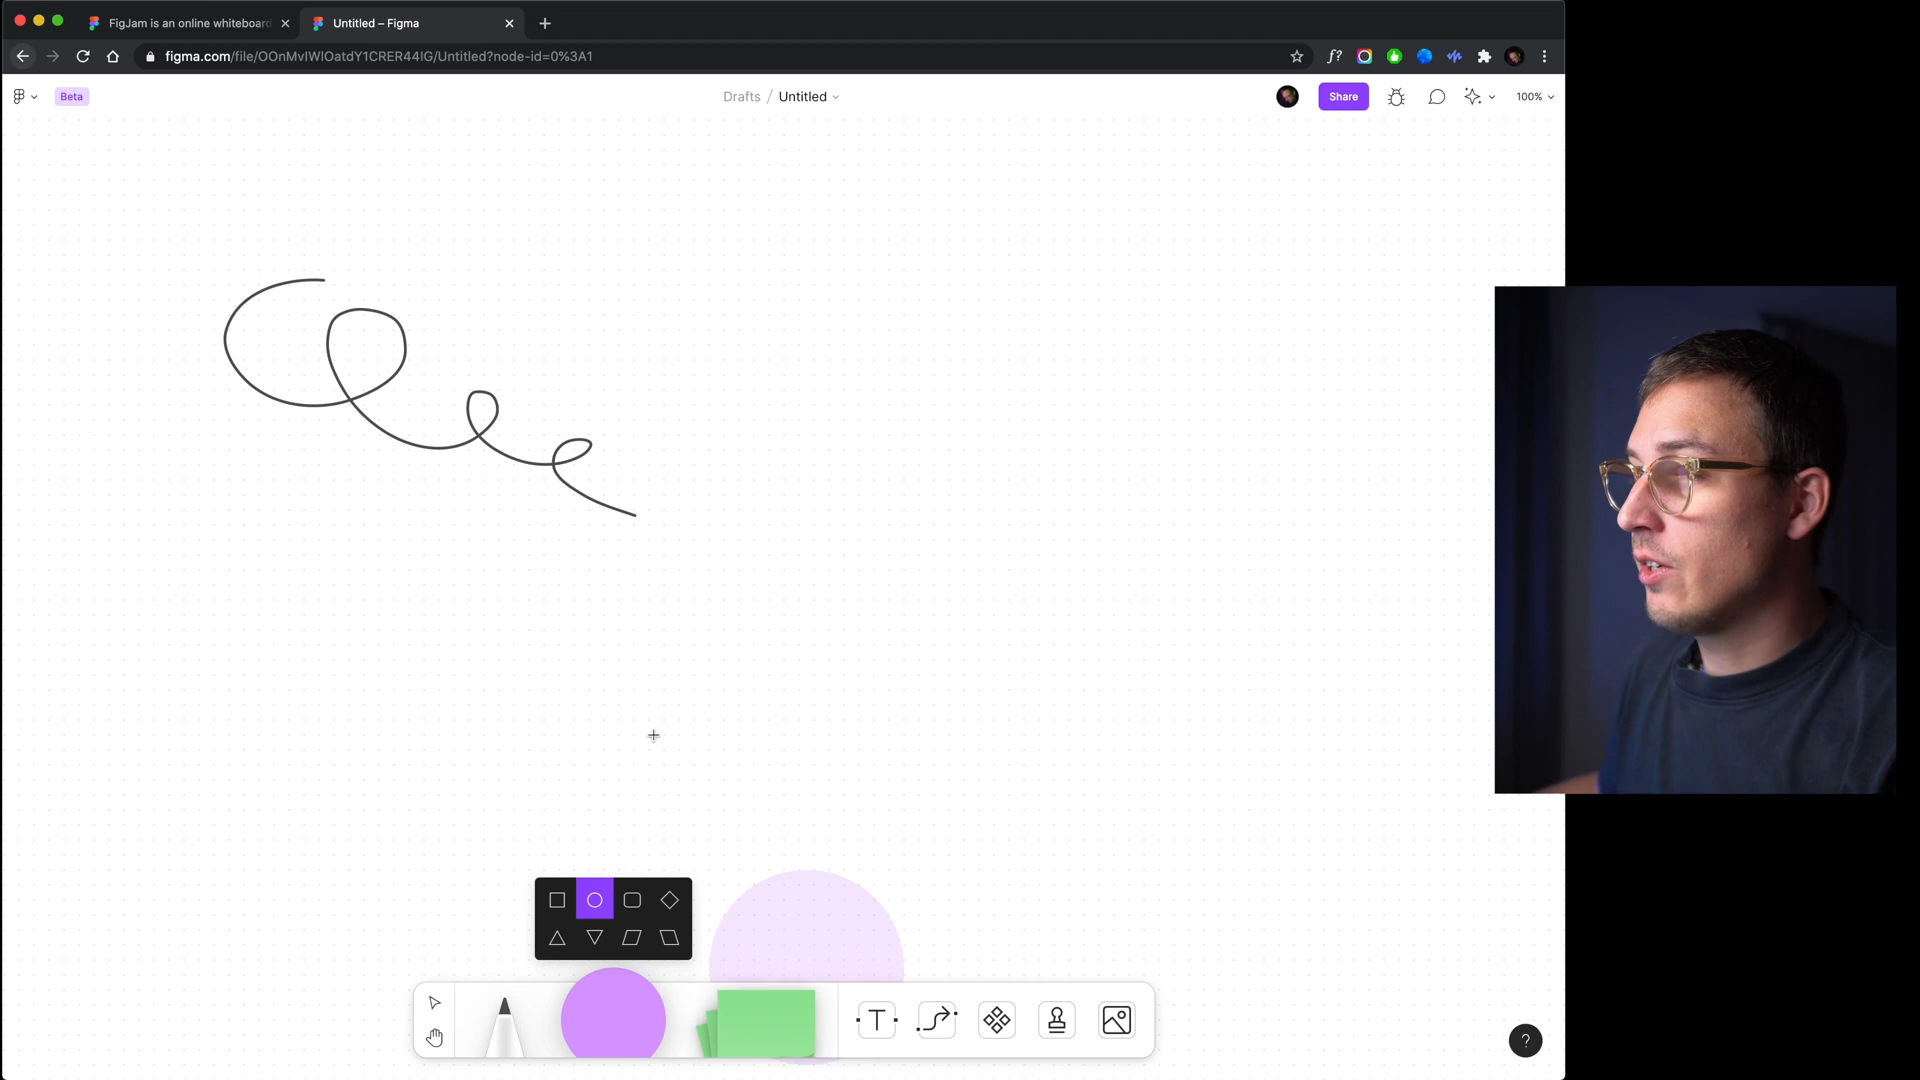 FigJam is an online whiteboard
Untitled – Figma
figma.com/file/OOnMvIWlOatdY1CRER44lG/Untitled?node-id=0%3A1
f?
Beta
Drafts / Untitled
Share
100%
T
?